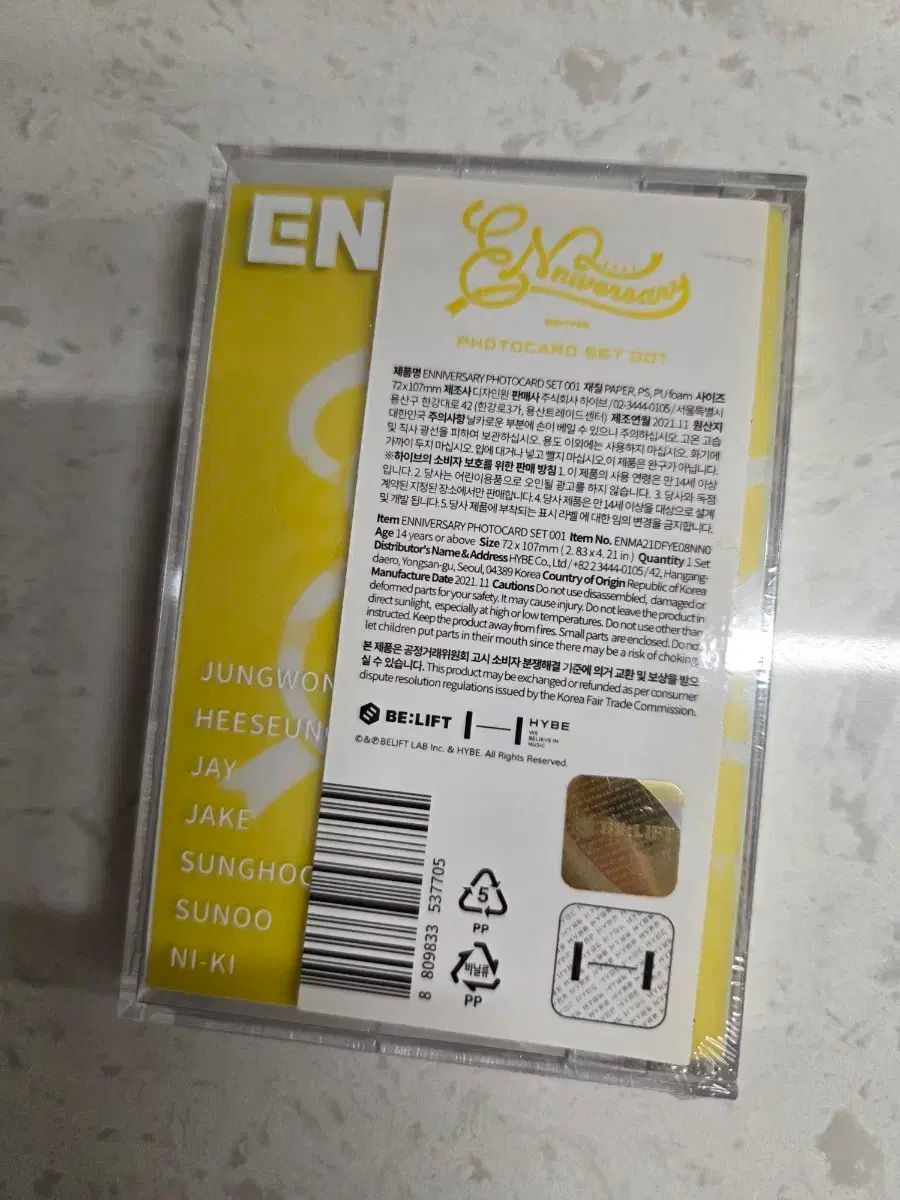 EN
JUNGWON
HEESEUN
JAY
JAKE
SUNGHOO
SUNOO
NI-KI
ENniversary
ENHYPEN
PHOTOCARD SET 001
제품명 ENNIVERSARY PHOTOCARD SET 001 재질 PAPER, PS, PU foam 사이즈
72 x 107mm 제조사 디자인원 판매사 주식회사 하이브 / 02-3444-0105 / 서울특별시
용산구 한강대로 42 (한강로3가, 용산트레이드센터) 제조연월 2021.11 원산지
대한민국 주의사항 날카로운 부분에 손이 베일 수 있으니 주의하십시오. 고온 고습
및 직사 광선을 피하여 보관하십시오. 용도 이외에는 사용하지 마십시오. 화기에
가까이 두지 마십시오. 입에 대거나 넣고 빨지 마십시오. 이 제품은 완구가 아닙니다.
※하이브의 소비자 보호를 위한 판매 방침 1. 이 제품의 사용 연령은 만 14세 이상
입니다. 2. 당사는 어린이용품으로 오인될 광고를 하지 않습니다. 3. 당사와 독점
계약된 지정된 장소에서만 판매합니다. 4. 당사 제품은 만 14세 이상을 대상으로 설계
및 개발 됩니다. 5. 당사 제품에 부착되는 표시 라벨에 대한 임의 변경을 금지합니다.
Item ENNIVERSARY PHOTOCARD SET 001 Item No. ENMA21DFYE08NN0
Age 14 years or above Size 72 x 107mm ( 2. 83 x 4. 21 in ) Quantity 1 Set
Distributor's Name & Address HYBE Co., Ltd / +82 2 3444-0105 / 42, Hangang-
daero, Yongsan-gu, Seoul, 04389 Korea Country of Origin Republic of Korea
Manufacture Date 2021. 11 Cautions Do not use disassembled, damaged or
deformed parts for your safety. It may cause injury. Do not leave the product in
direct sunlight, especially at high or low temperatures. Do not use other than
instructed. Keep the product away from fires. Small parts are enclosed. Do not
let children put parts in their mouth since there may be a risk of choking
본 제품은 공정거래위원회 고시 소비자 분쟁해결 기준에 의거 교환 및 보상을 받으
실 수 있습니다. This product may be exchanged or refunded as per consumer
dispute resolution regulations issued by the Korea Fair Trade Commission.
BE:LIFT HYBE
WE
BELIEVE IN
MUSIC
©&℗ BELIFT LAB Inc. & HYBE. All Rights Reserved.
8 809833 537705
5
PP
비닐류
PP
BE:LIFT